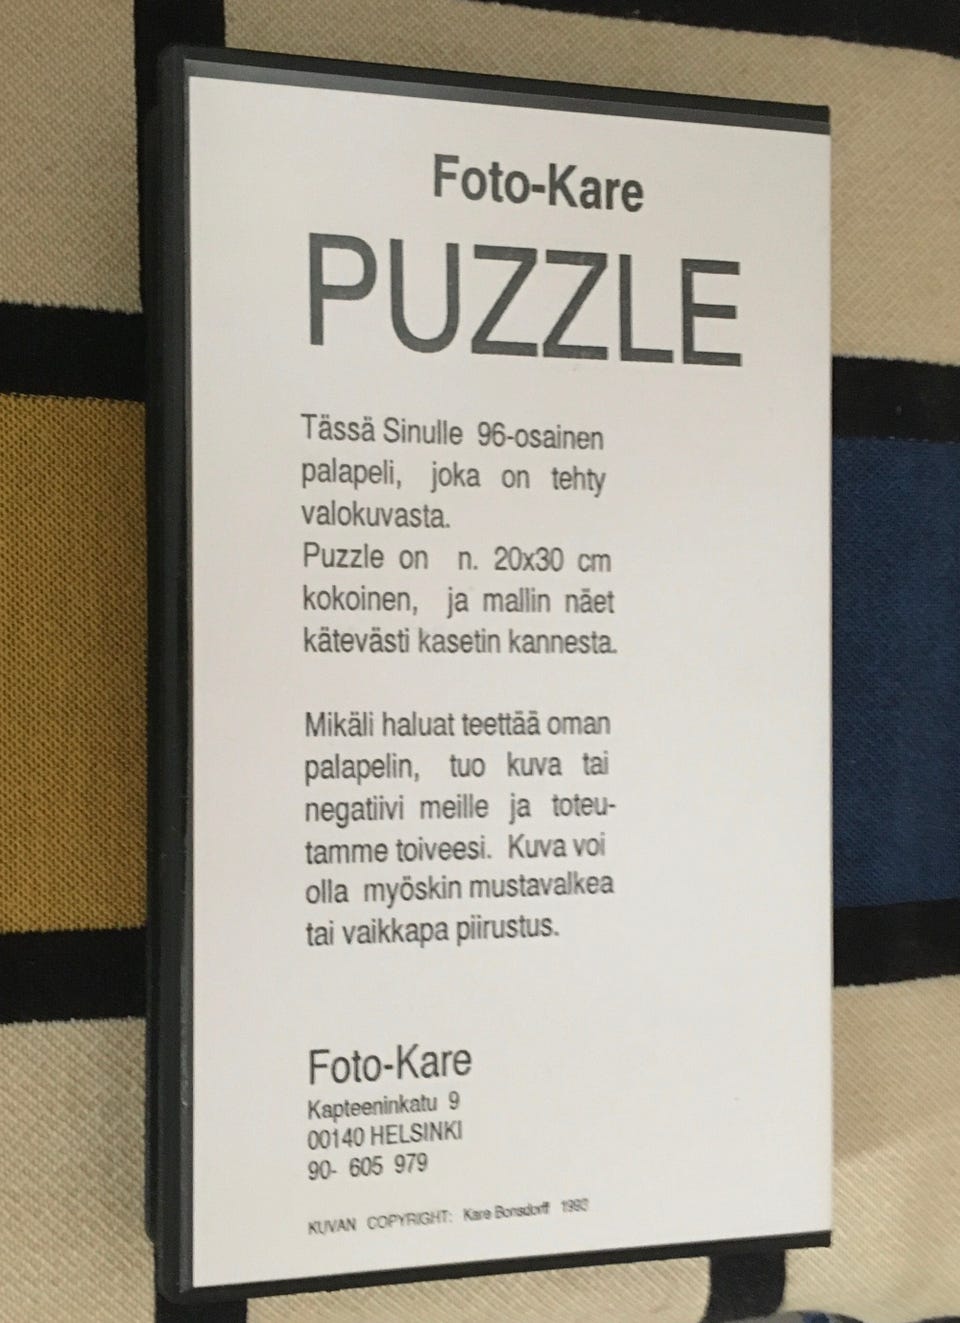 Foto-Kare
PUZZLE
Tässä Sinulle 96-osainen
palapeli, joka on tehty
valokuvasta.
Puzzle on n. 20x30 cm
kokoinen, ja mallin näet
kätevästi kasetin kannesta.
Mikäli haluat teettää oman
palapelin, tuo kuva tai
negatiivi meille ja toteu-
tamme toiveesi. Kuva voi
olla myöskin mustavalkea
tai vaikkapa piirustus.
Foto-Kare
Kapteeninkatu 9
00140 HELSINKI
90- 605 979
KUVAN COPYRIGHT: Kare Bonsdorff